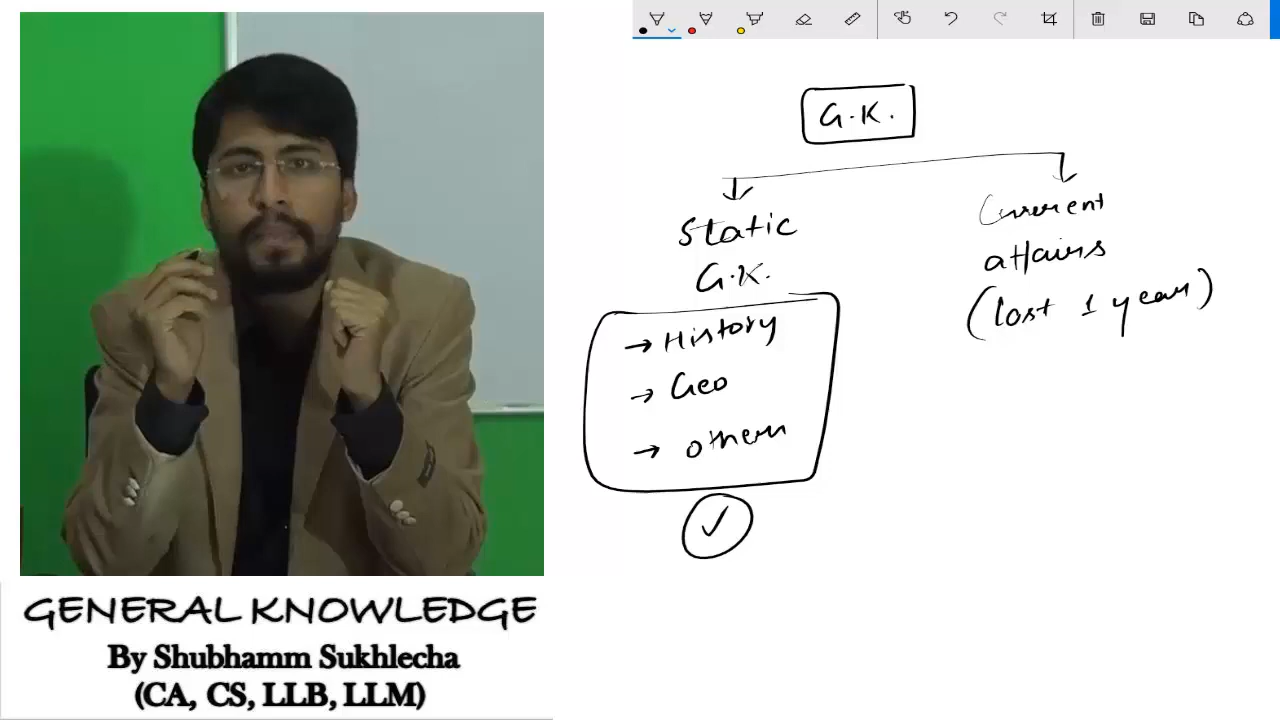 G.K.
Static
G.K.
→ History
→ Geo
→ others
Current
affairs
(last 1 year)
GENERAL KNOWLEDGE
By Shubhamm Sukhlecha
(CA, CS, LLB, LLM)